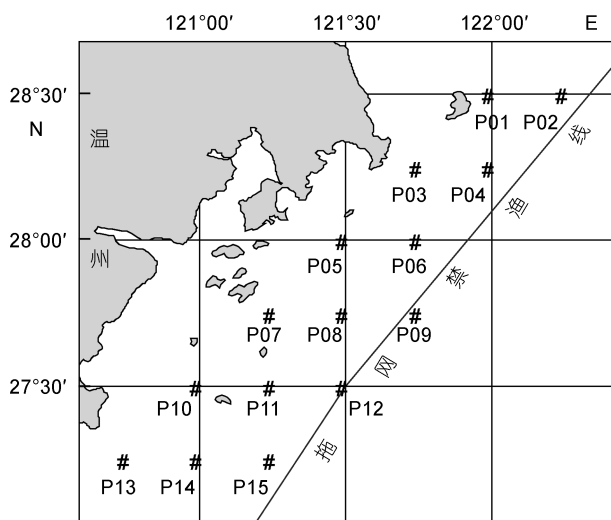 121°00′ 121°30′ 122°00′ E
28°30′
N
# #
P01 P02
温
线
# #
P03 P04
渔
28°00′
# #
P05 P06
州
禁
# # #
P07 P08 P09
网
27°30′
# # #
P10 P11 P12
拖
# # #
P13 P14 P15